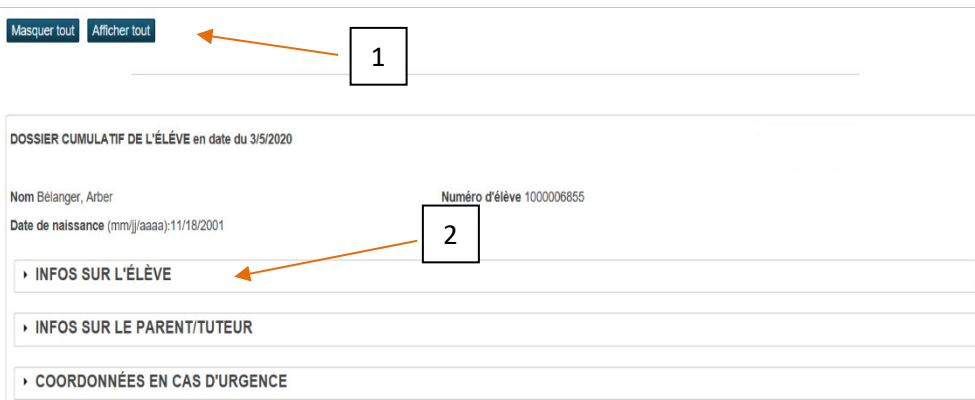 Masquer tout Afficher tout
1
DOSSIER CUMULATIF DE L'ÉLÉVE en date du 3/5/2020
Nom Bélanger, Arber Numéro d'élève 1000006855
Date de naissance (mm/jj/aaaa):11/18/2001
2
INFOS SUR L'ÉLÈVE
INFOS SUR LE PARENT/TUTEUR
COORDONNÉES EN CAS D'URGENCE